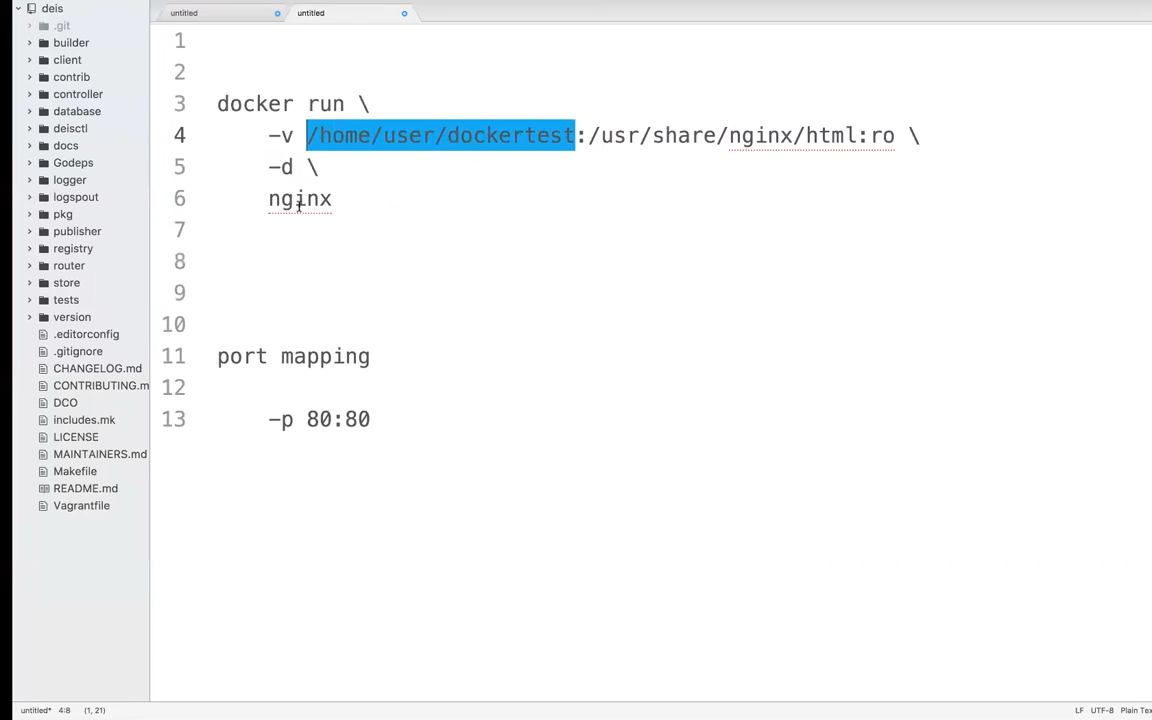 deis
.git
builder
client
contrib
controller
database
deisctl
docs
Godeps
logger
logspout
pkg
publisher
registry
router
store
tests
version
.editorconfig
.gitignore
CHANGELOG.md
CONTRIBUTING.m
DCO
includes.mk
LICENSE
MAINTAINERS.md
Makefile
README.md
Vagrantfile
untitled
untitled
1
2
3 docker run \
4 -v /home/user/dockertest:/usr/share/nginx/html:ro \
5 -d \
6 nginx
7
8
9
10
11 port mapping
12
13 -p 80:80
untitled* 4:8 (1, 21)
LF UTF-8 Plain Tex